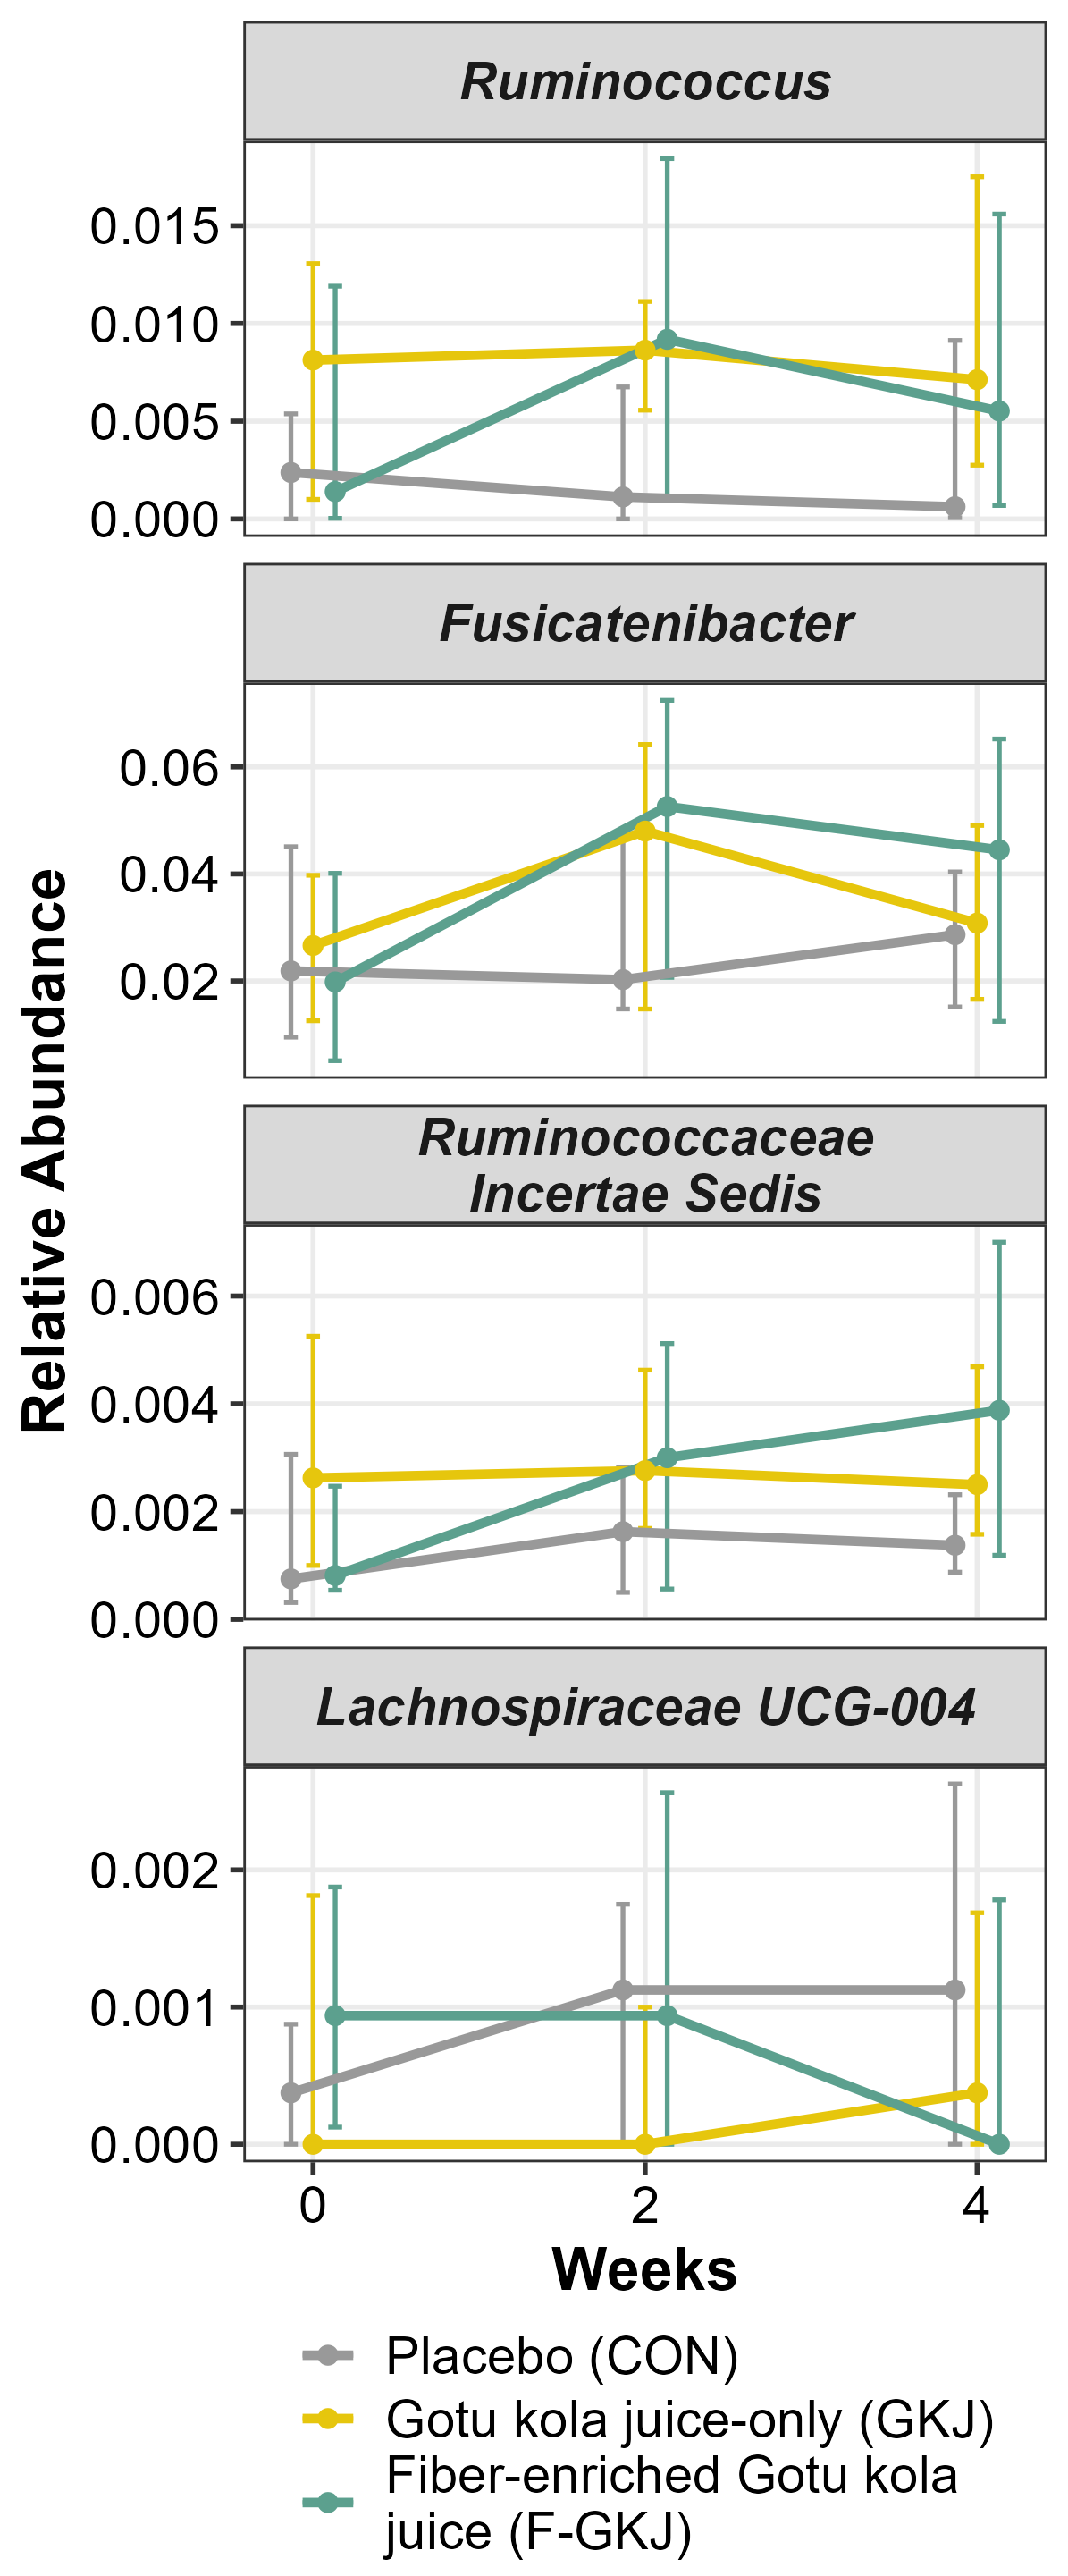 Ruminococcus
0.015
0.010
0.005
0.000
Fusicatenibacter
0.06
0.04
0.02
Ruminococcaceae
Incertae Sedis
0.006
0.004
0.002
0.000
Lachnospiraceae UCG-004
0.002
0.001
0.000
Relative Abundance
0 2 4
Weeks
Placebo (CON)
Gotu kola juice-only (GKJ)
Fiber-enriched Gotu kola
juice (F-GKJ)